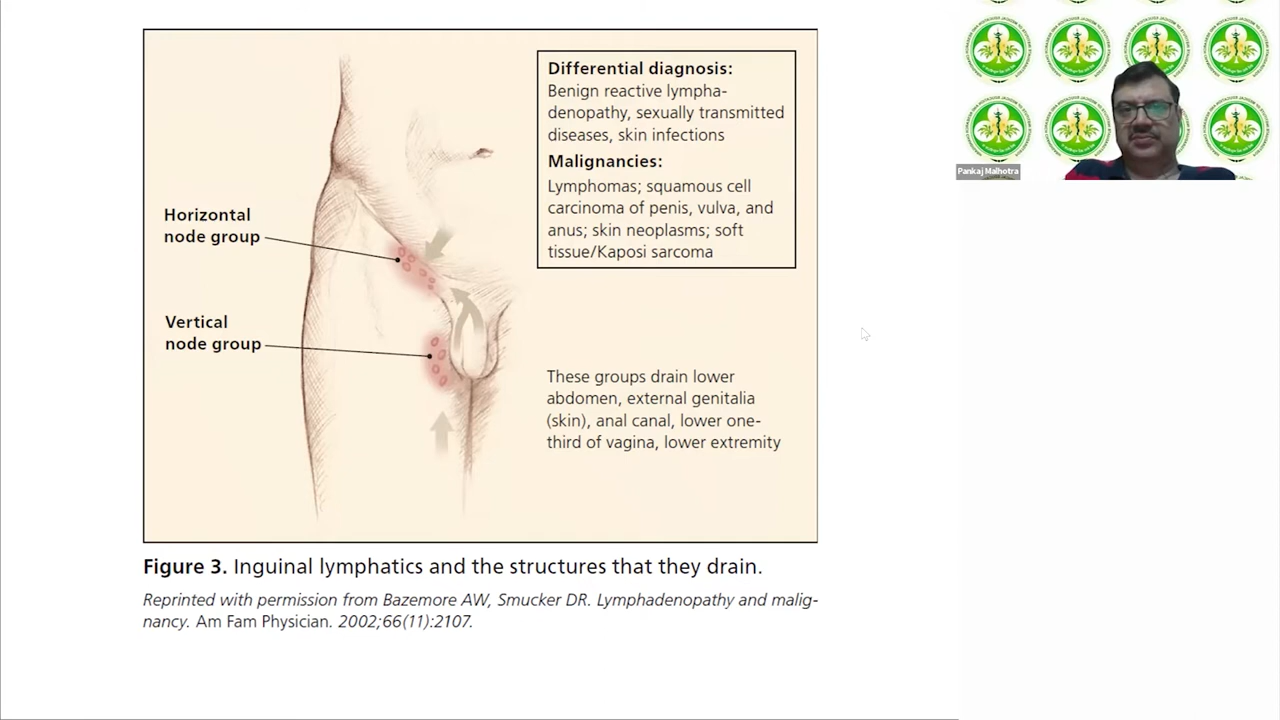 Differential diagnosis:
Benign reactive lympha-
denopathy, sexually transmitted
diseases, skin infections
Malignancies:
Lymphomas; squamous cell
carcinoma of penis, vulva, and
anus; skin neoplasms; soft
tissue/Kaposi sarcoma
Horizontal
node group
Vertical
node group
These groups drain lower
abdomen, external genitalia
(skin), anal canal, lower one-
third of vagina, lower extremity
Figure 3. Inguinal lymphatics and the structures that they drain.
Reprinted with permission from Bazemore AW, Smucker DR. Lymphadenopathy and malig-
nancy. Am Fam Physician. 2002;66(11):2107.
Pankaj Malhotra